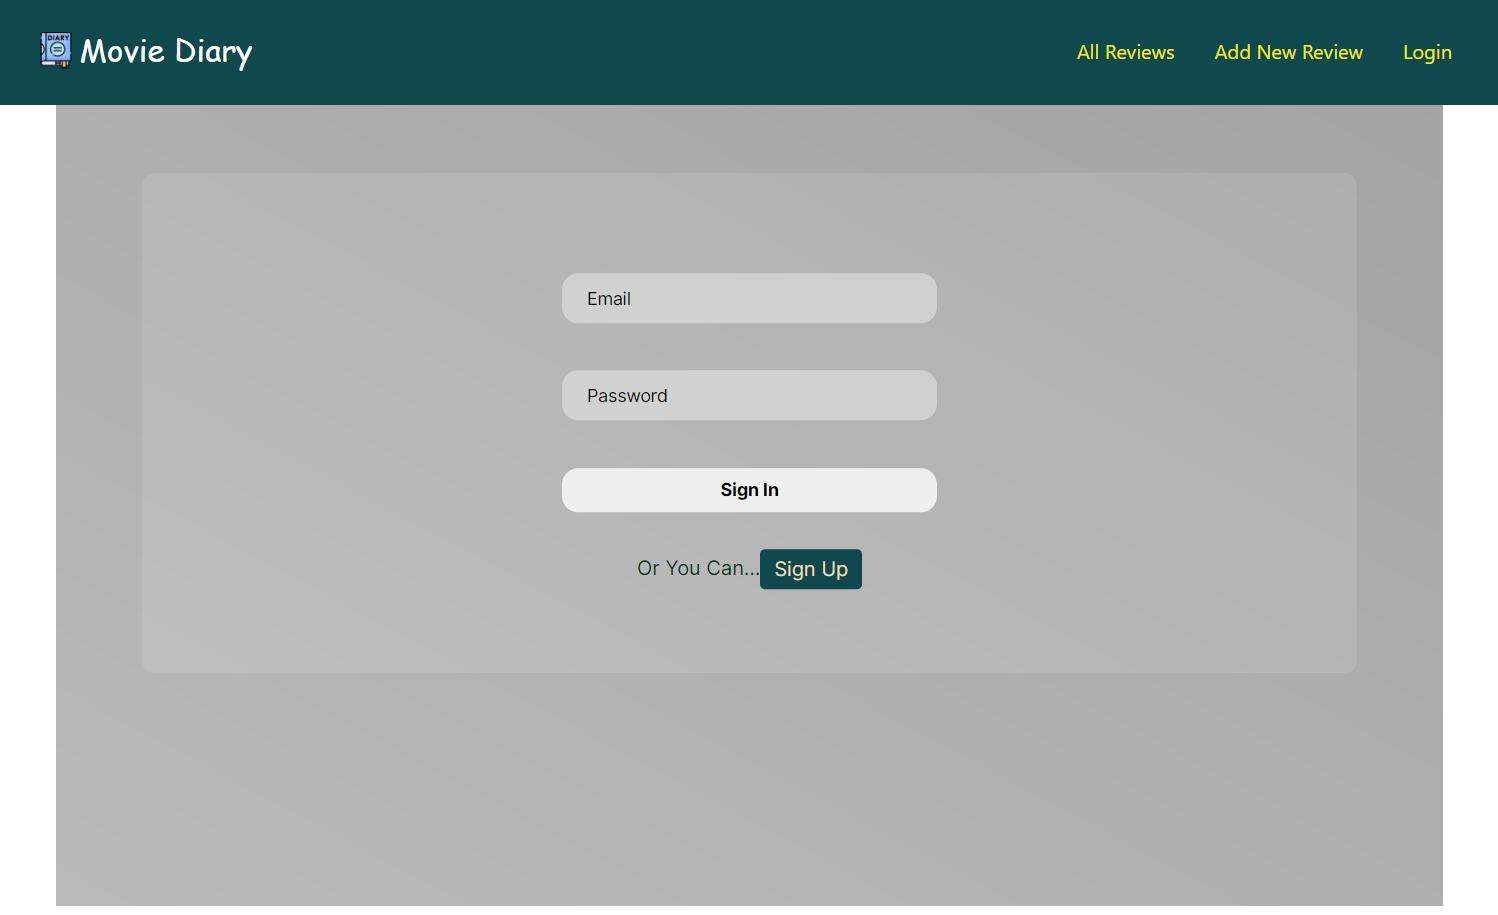 DIARY
Movie Diary
All Reviews
Add New Review
Login
Email
Password
Sign In
Or You Can...
Sign Up